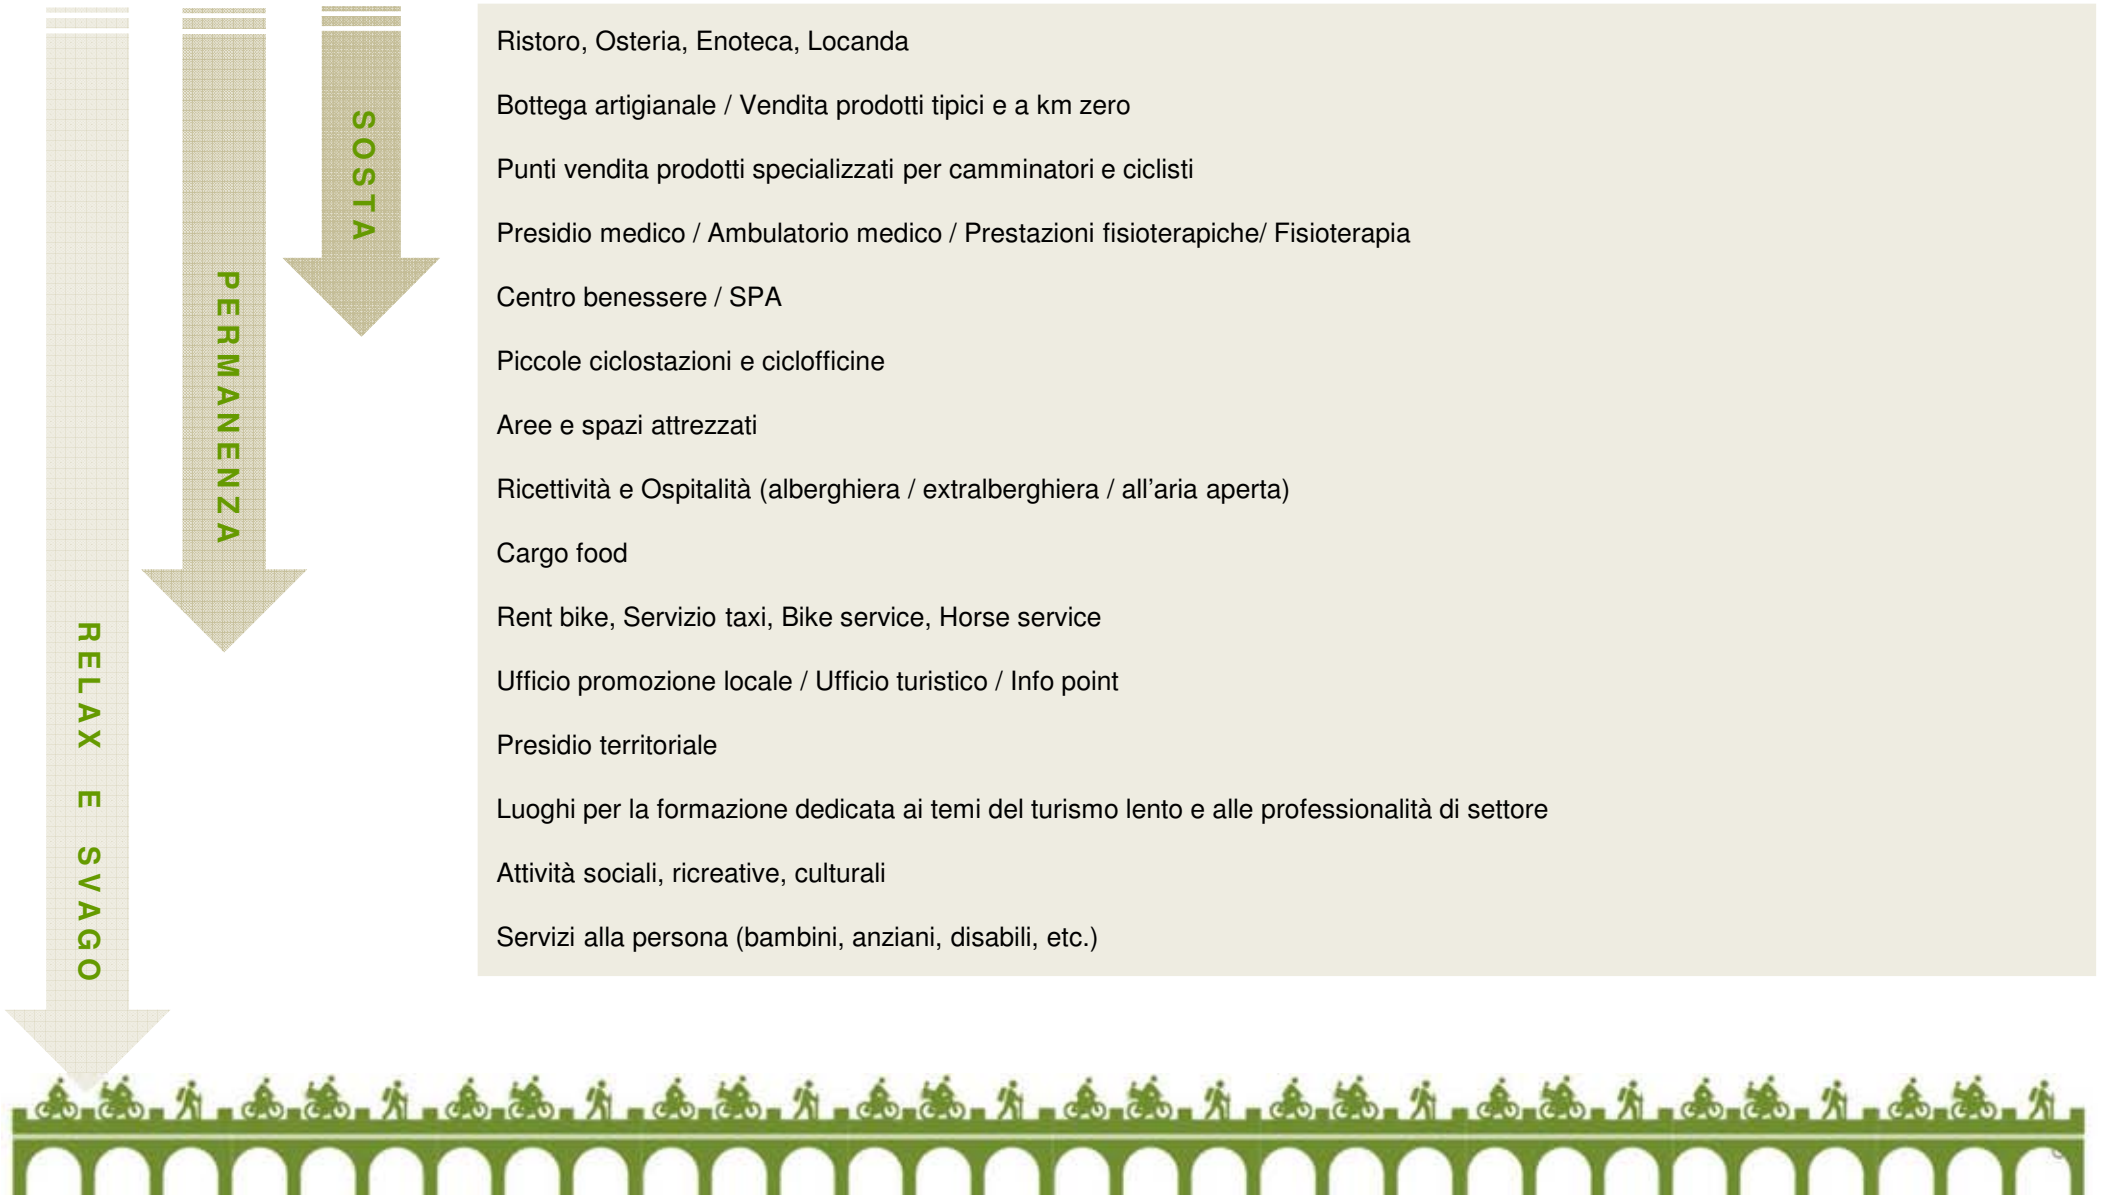 SOSTA
PERMANENZA
RELAX E SVAGO
Ristoro, Osteria, Enoteca, Locanda
Bottega artigianale / Vendita prodotti tipici e a km zero
Punti vendita prodotti specializzati per camminatori e ciclisti
Presidio medico / Ambulatorio medico / Prestazioni fisioterapiche/ Fisioterapia
Centro benessere / SPA
Piccole ciclostazioni e ciclofficine
Aree e spazi attrezzati
Ricettività e Ospitalità (alberghiera / extralberghiera / all’aria aperta)
Cargo food
Rent bike, Servizio taxi, Bike service, Horse service
Ufficio promozione locale / Ufficio turistico / Info point
Presidio territoriale
Luoghi per la formazione dedicata ai temi del turismo lento e alle professionalità di settore
Attività sociali, ricreative, culturali
Servizi alla persona (bambini, anziani, disabili, etc.)